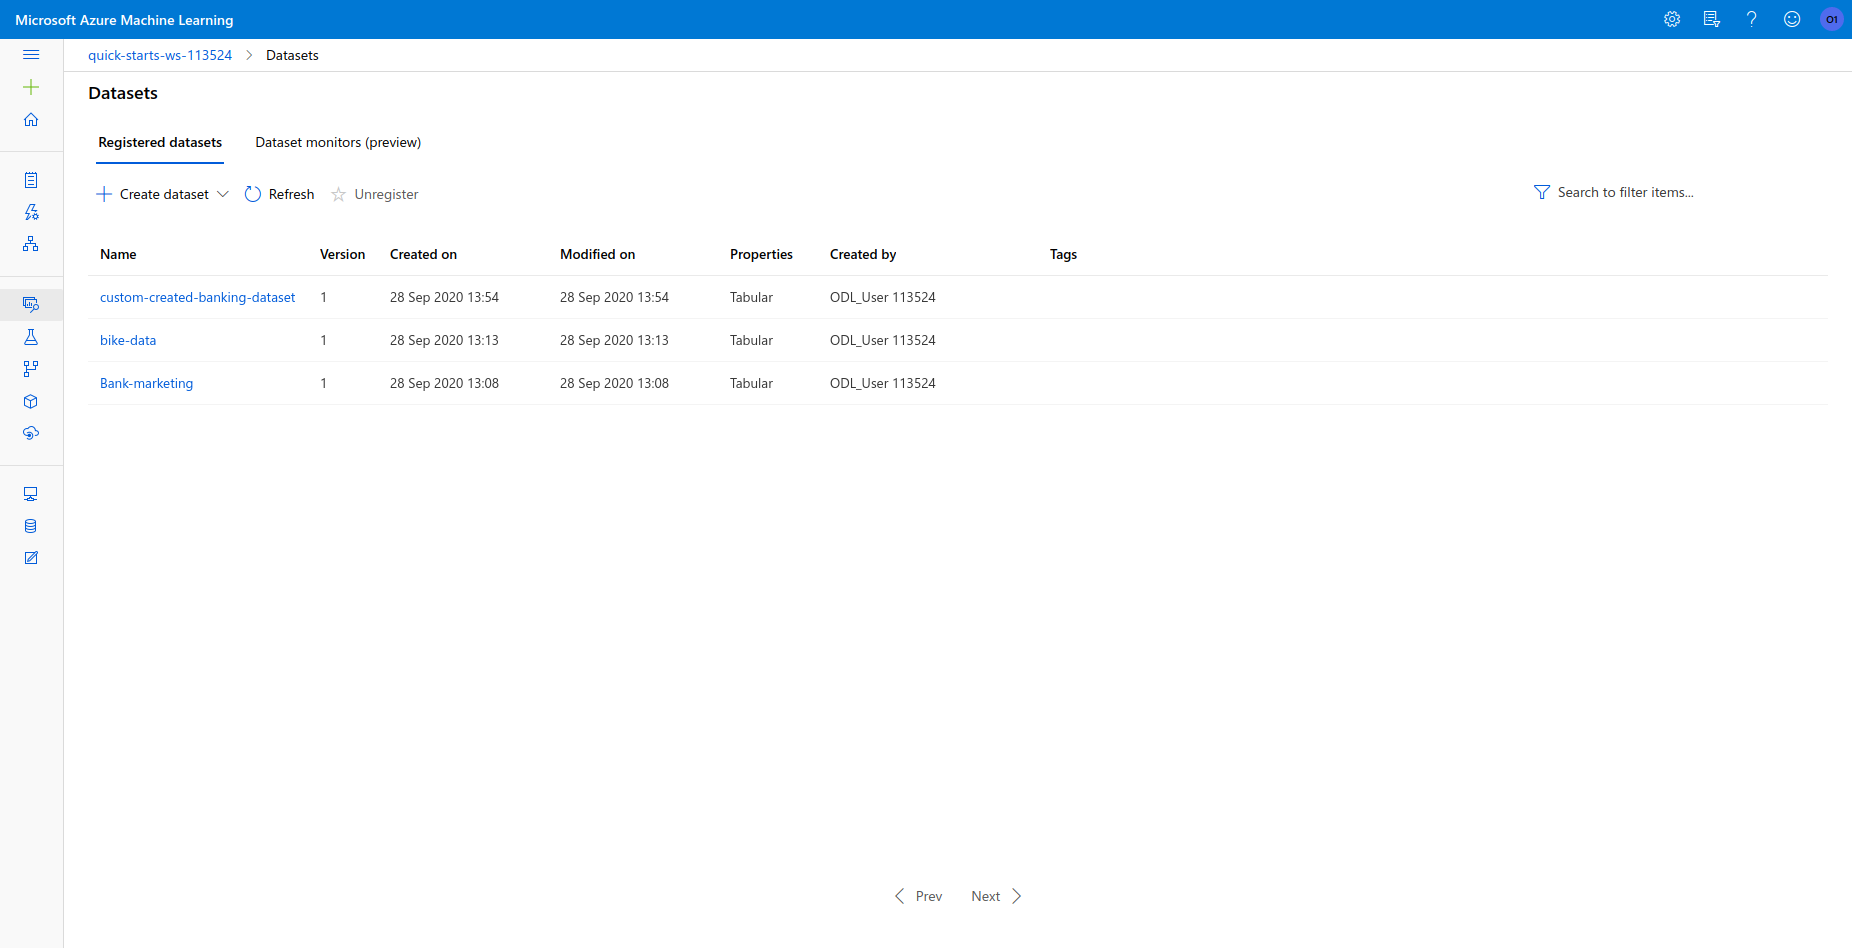 Microsoft Azure Machine Learning
O1
quick-starts-ws-113524 > Datasets
Datasets
Registered datasets Dataset monitors (preview)
Create dataset Refresh Unregister Search to filter items...
Name Version Created on Modified on Properties Created by Tags
custom-created-banking-dataset 1 28 Sep 2020 13:54 28 Sep 2020 13:54 Tabular ODL_User 113524
bike-data 1 28 Sep 2020 13:13 28 Sep 2020 13:13 Tabular ODL_User 113524
Bank-marketing 1 28 Sep 2020 13:08 28 Sep 2020 13:08 Tabular ODL_User 113524
Prev Next